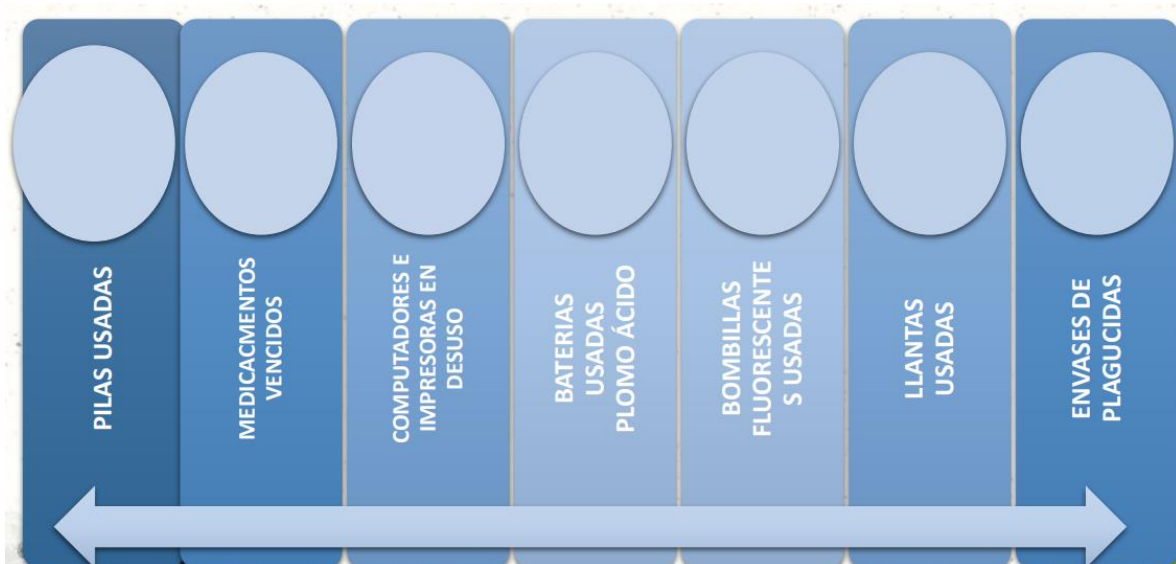 PILAS USADAS
MEDICACMENTOS
VENCIDOS
COMPUTADORES E
IMPRESORAS EN
DESUSO
BATERIAS
USADAS
PLOMO ÁCIDO
BOMBILLAS
FLUORESCENTE
S USADAS
LLANTAS
USADAS
ENVASES DE
PLAGUCIDAS